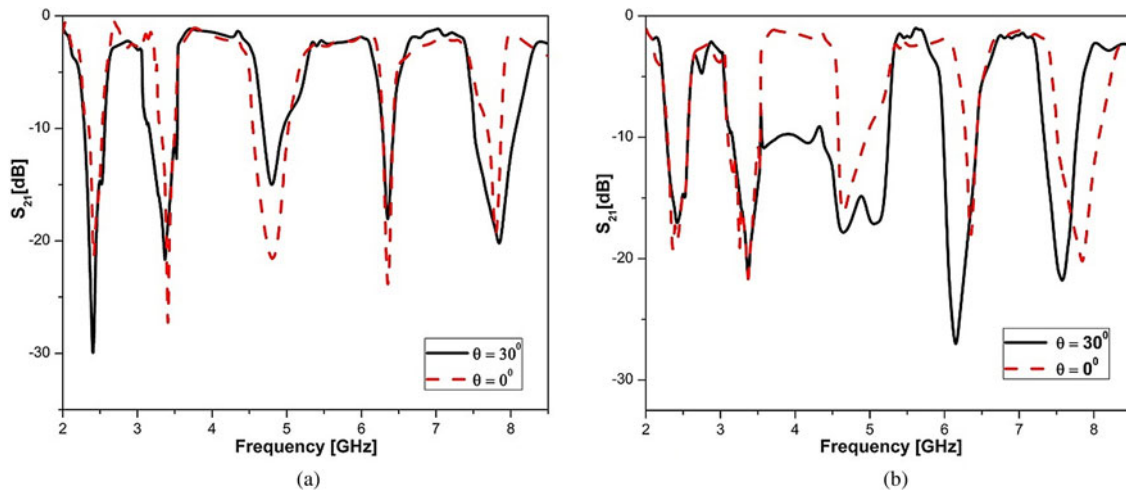 0
-10
-20
-30
S21[dB]
2 3 4 5 6 7 8
Frequency [GHz]
θ = 30⁰
θ = 0⁰
(a)
0
-10
-20
-30
S21[dB]
2 3 4 5 6 7 8
Frequency [GHz]
θ = 30⁰
θ = 0⁰
(b)